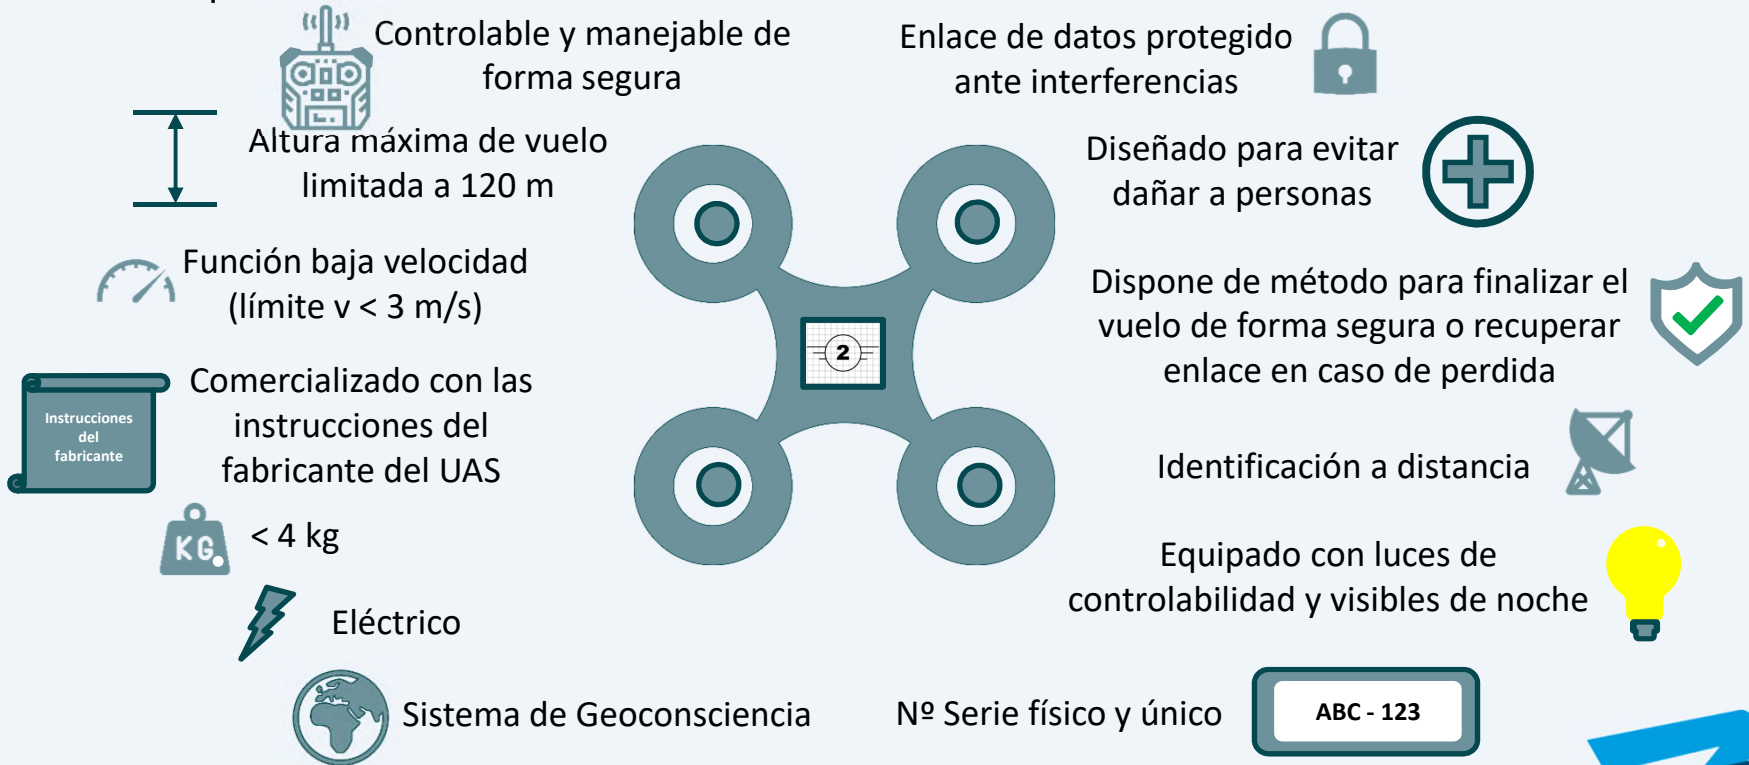 Controlable y manejable de
forma segura
Altura máxima de vuelo
limitada a 120 m
Función baja velocidad
(límite v < 3 m/s)
Instrucciones
del
fabricante
Comercializado con las
instrucciones del
fabricante del UAS
KG
< 4 kg
Eléctrico
Sistema de Geoconsciencia
2
Enlace de datos protegido
ante interferencias
Diseñado para evitar
dañar a personas
Dispone de método para finalizar el
vuelo de forma segura o recuperar
enlace en caso de perdida
Identificación a distancia
Equipado con luces de
controlabilidad y visibles de noche
Nº Serie físico y único
ABC - 123